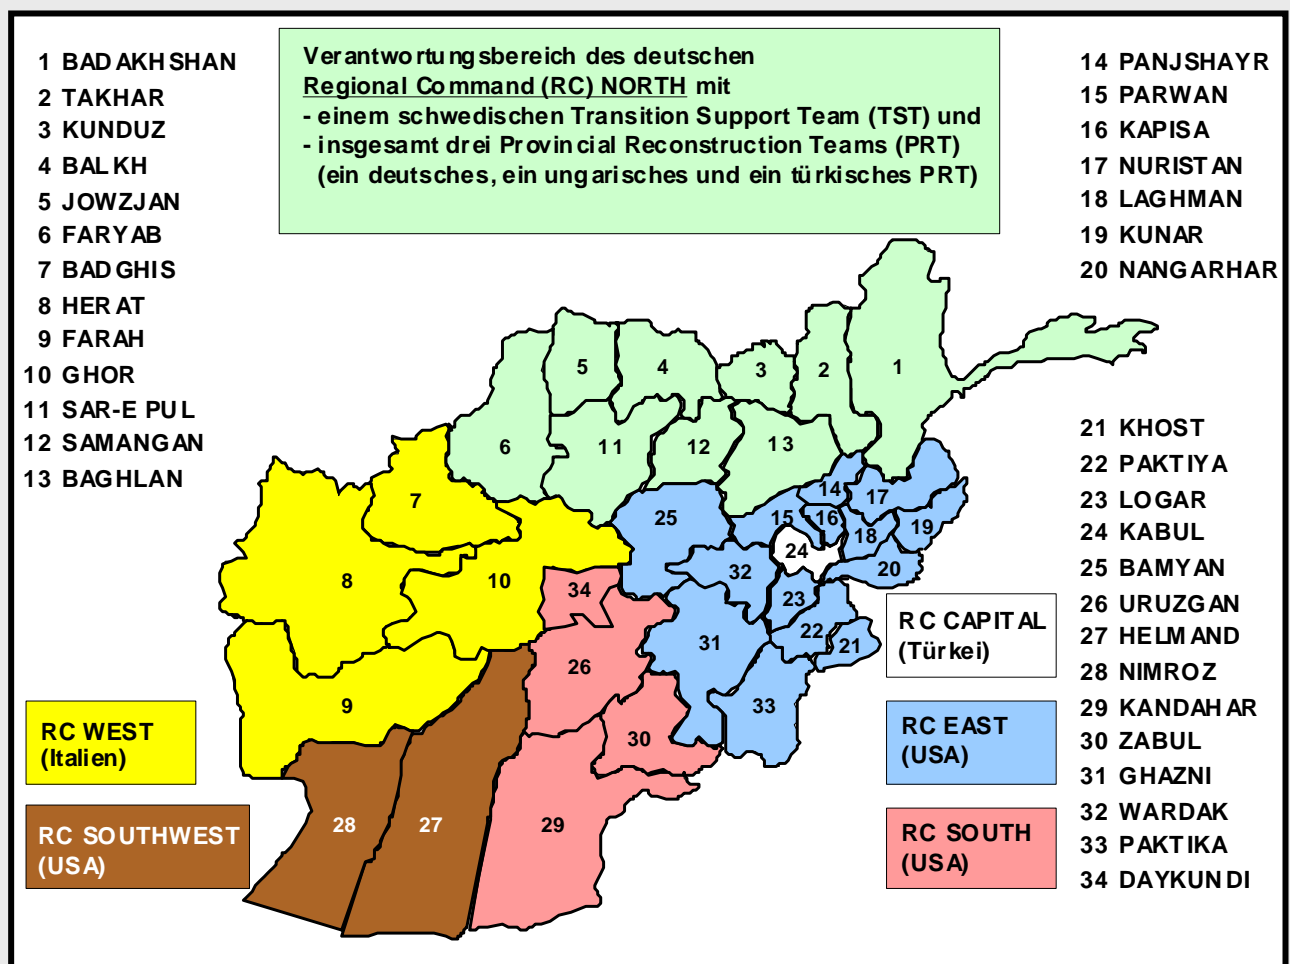 1 BADAKHSHAN
2 TAKHAR
3 KUNDUZ
4 BALKH
5 JOWZJAN
6 FARYAB
7 BADGHIS
8 HERAT
9 FARAH
10 GHOR
11 SAR-E PUL
12 SAMANGAN
13 BAGHLAN
Verantwortungsbereich des deutschen
Regional Command (RC) NORTH mit
- einem schwedischen Transition Support Team (TST) und
- insgesamt drei Provincial Reconstruction Teams (PRT)
(ein deutsches, ein ungarisches und ein türkisches PRT)
14 PANJSHAYR
15 PARWAN
16 KAPISA
17 NURISTAN
18 LAGHMAN
19 KUNAR
20 NANGARHAR
21 KHOST
22 PAKTIYA
23 LOGAR
24 KABUL
25 BAMYAN
26 URUZGAN
27 HELMAND
28 NIMROZ
29 KANDAHAR
30 ZABUL
31 GHAZNI
32 WARDAK
33 PAKTIKA
34 DAYKUNDI
1
2
3
4
5
6
11
12
13
7
14
17
25
15
16
19
18
24
20
8
10
34
32
23
22
21
31
26
9
33
30
28
27
29
RC CAPITAL
(Türkei)
RC WEST
(Italien)
RC EAST
(USA)
RC SOUTHWEST
(USA)
RC SOUTH
(USA)